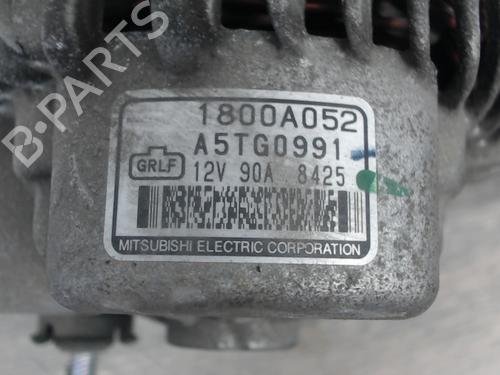 1800A052
A5TG0991
GRLF
12V 90A 8425
MITSUBISHI ELECTRIC CORPORATION
B-PARTS